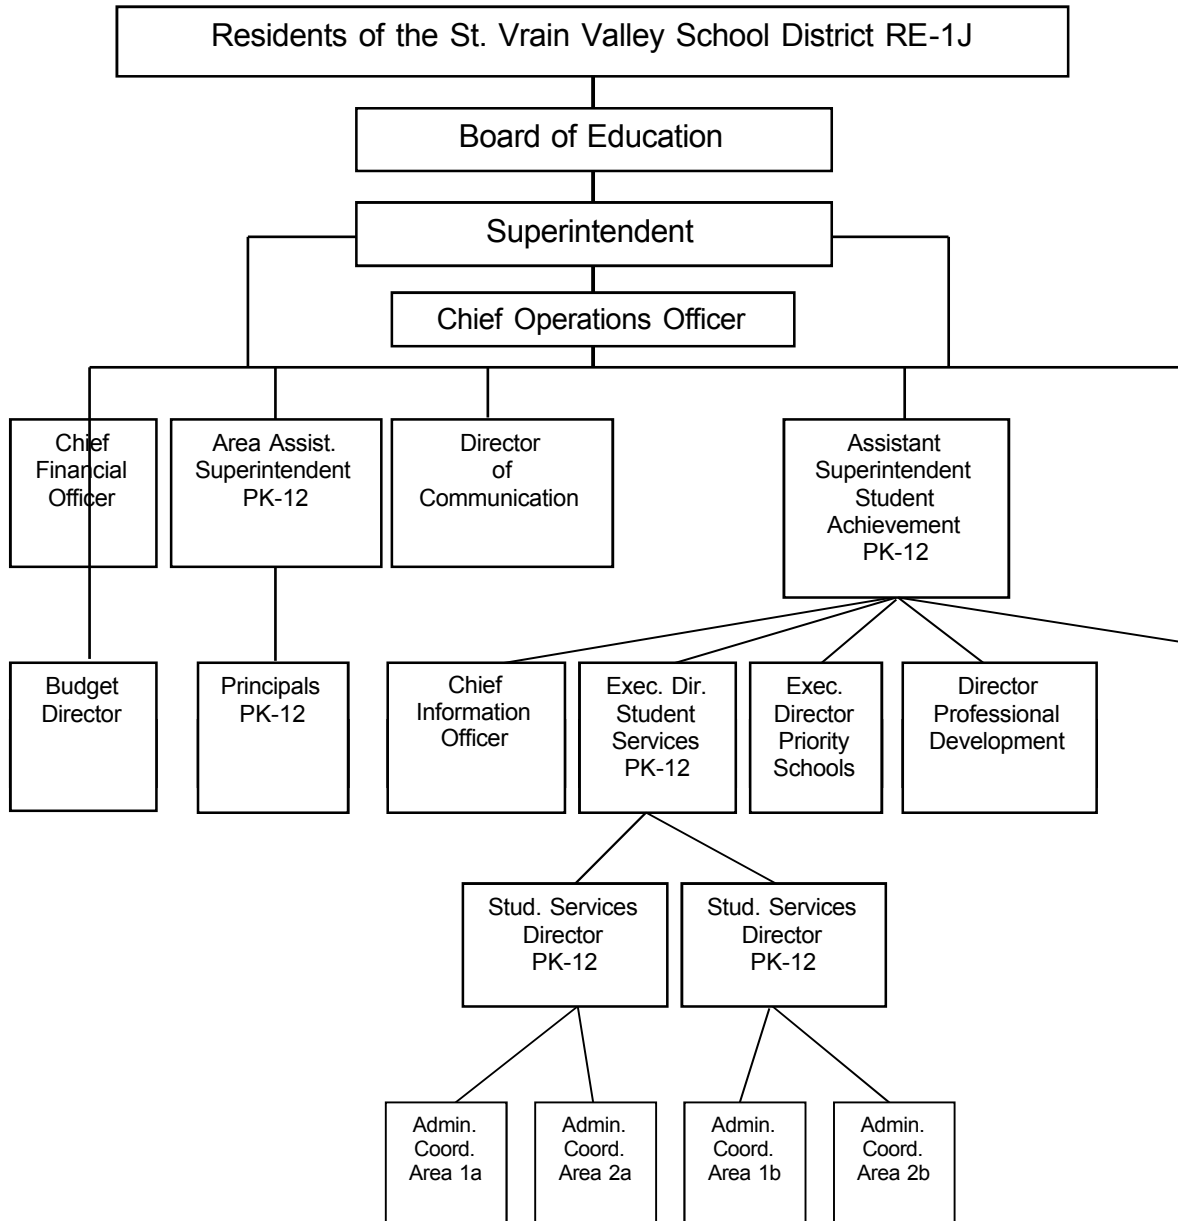 Residents of the St. Vrain Valley School District RE-1J
Board of Education
Superintendent
Chief Operations Officer
Chief
Financial
Officer
Area Assist.
Superintendent
PK-12
Director
of
Communication
Assistant
Superintendent
Student
Achievement
PK-12
Budget
Director
Principals
PK-12
Chief
Information
Officer
Exec. Dir.
Student
Services
PK-12
Exec.
Director
Priority
Schools
Director
Professional
Development
Stud. Services
Director
PK-12
Stud. Services
Director
PK-12
Admin.
Coord.
Area 1a
Admin.
Coord.
Area 2a
Admin.
Coord.
Area 1b
Admin.
Coord.
Area 2b